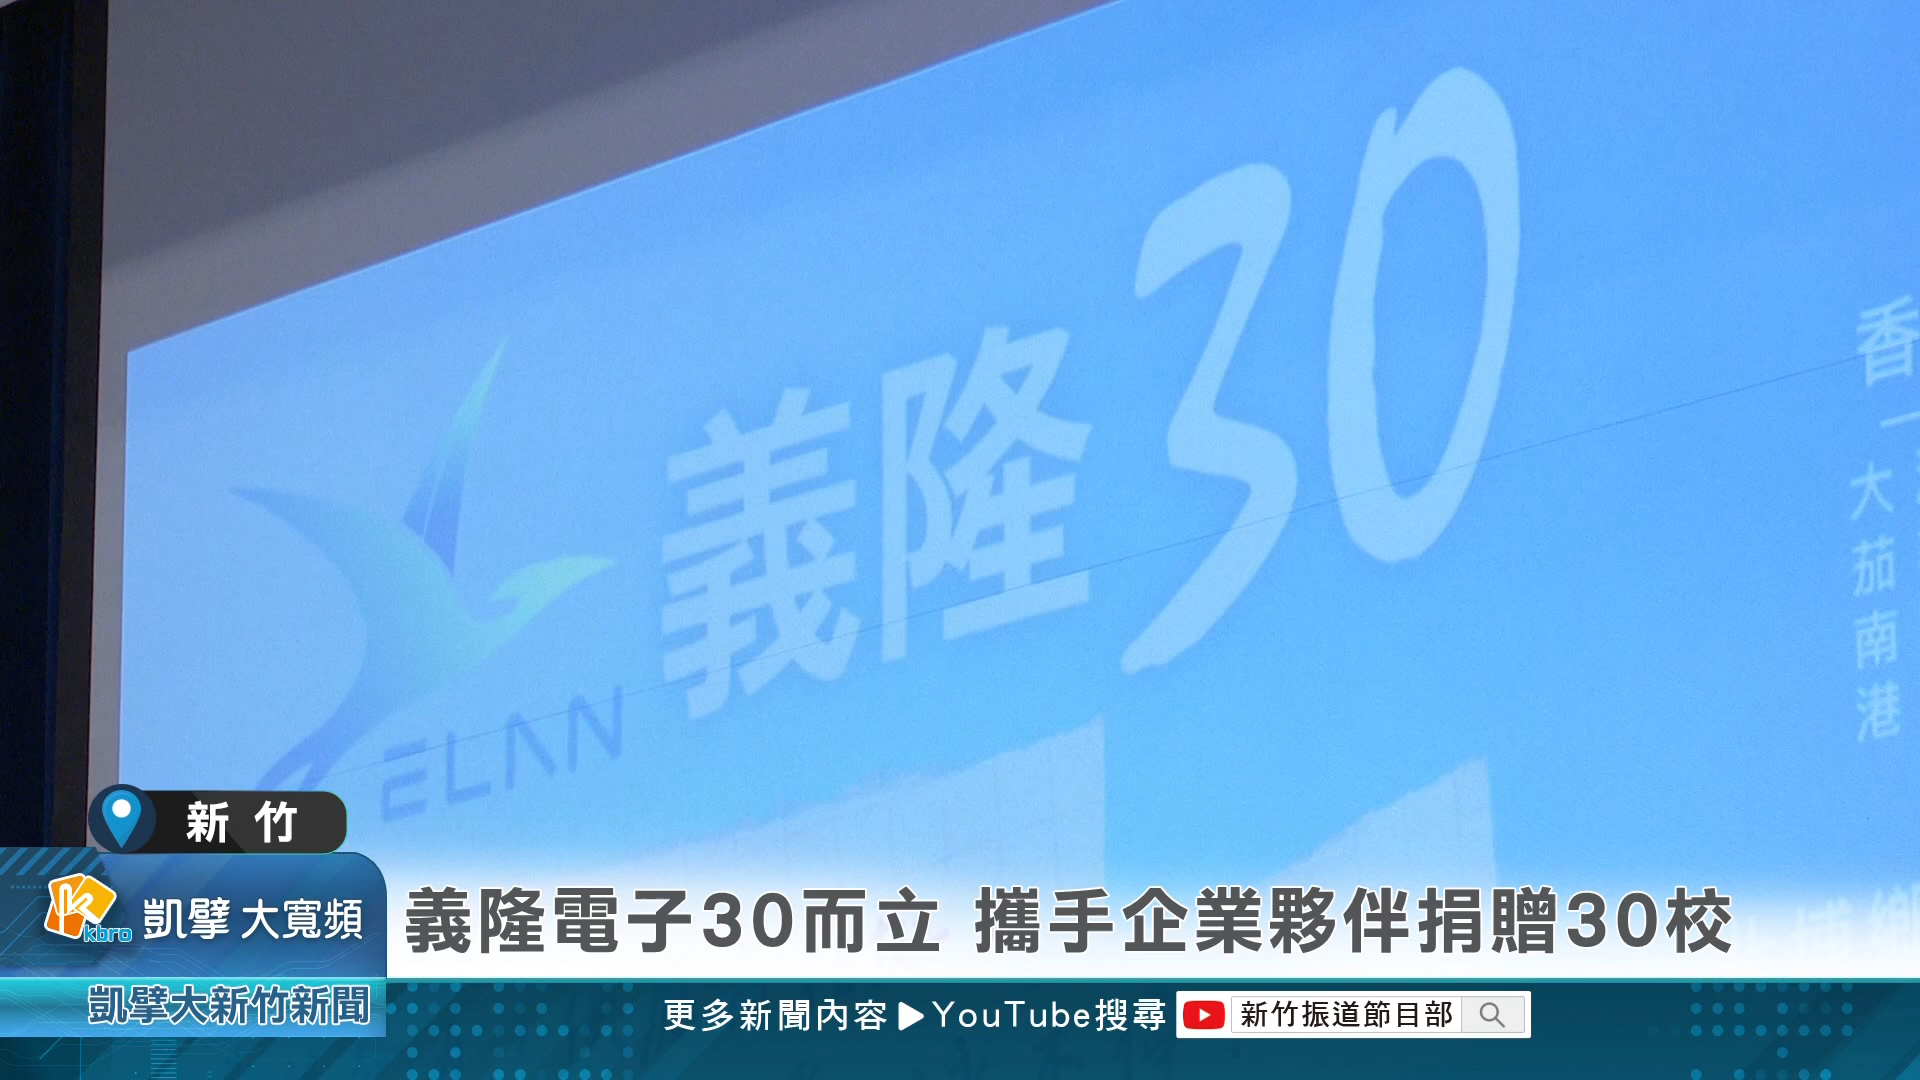 義隆30
ELAN
香一
大茄南港
新竹
kbro 凱擘大寬頻
義隆電子30而立 攜手企業夥伴捐贈30校
凱擘大新竹新聞
更多新聞內容▶YouTube搜尋 新竹振道節目部